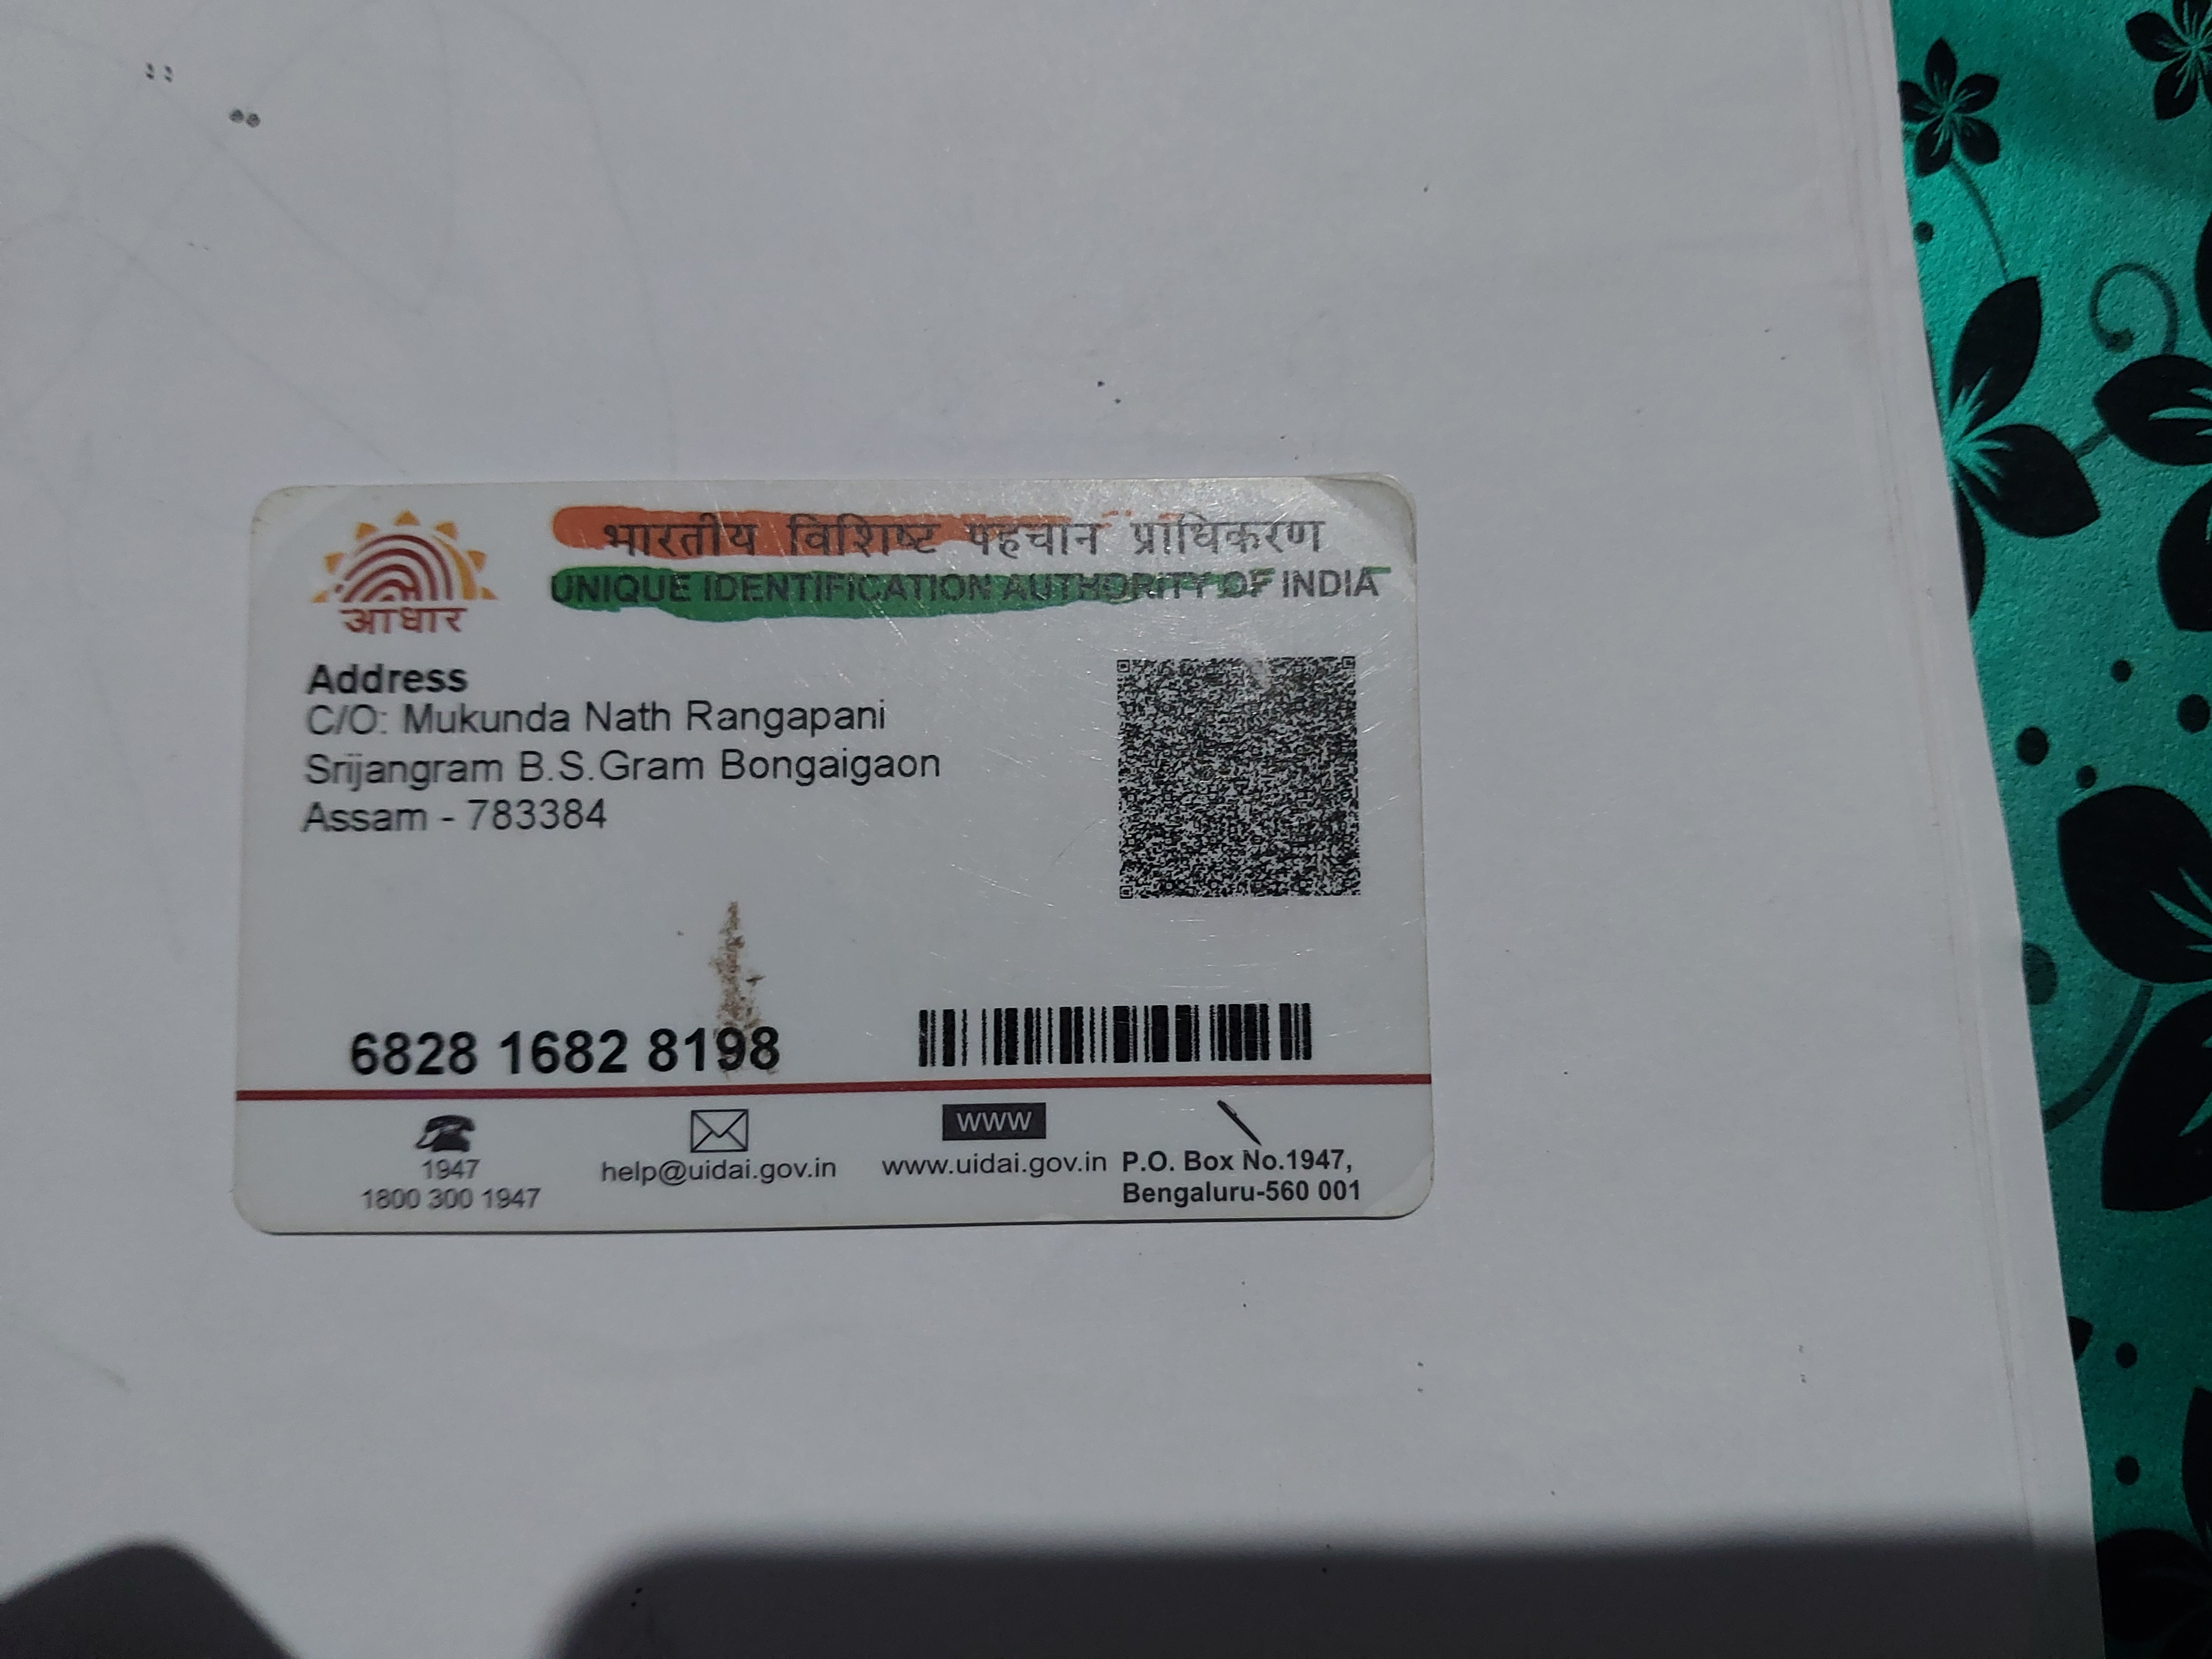 भारतीय विशिष्ट पहचान प्राधिकरण
UNIQUE IDENTIFICATION AUTHORITY OF INDIA
आधार
Address
C/O: Mukunda Nath Rangapani
Srijangram B.S.Gram Bongaigaon
Assam - 783384
6828 1682 8198
1947
1800 300 1947
help@uidai.gov.in
WWW
www.uidai.gov.in
P.O. Box No.1947,
Bengaluru-560 001